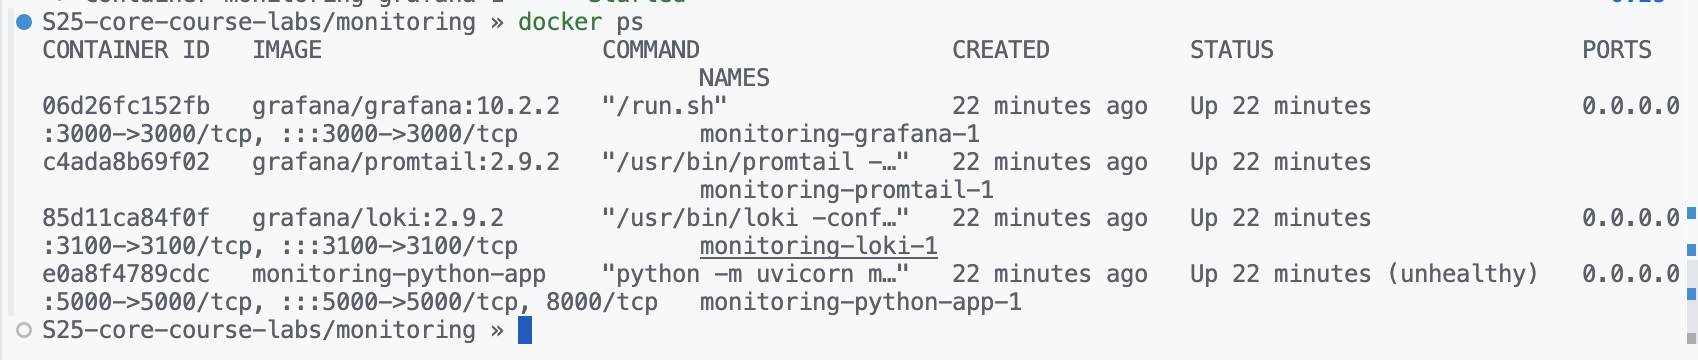 S25-core-course-labs/monitoring » docker ps
CONTAINER ID   IMAGE                    COMMAND                  CREATED          STATUS                      PORTS
                                               NAMES
06d26fc152fb   grafana/grafana:10.2.2   "/run.sh"                22 minutes ago   Up 22 minutes               0.0.0.0
:3000->3000/tcp, :::3000->3000/tcp             monitoring-grafana-1
c4ada8b69f02   grafana/promtail:2.9.2   "/usr/bin/promtail -…"   22 minutes ago   Up 22 minutes
                                               monitoring-promtail-1
85d11ca84f0f   grafana/loki:2.9.2       "/usr/bin/loki -conf…"   22 minutes ago   Up 22 minutes               0.0.0.0
:3100->3100/tcp, :::3100->3100/tcp             monitoring-loki-1
e0a8f4789cdc   monitoring-python-app    "python -m uvicorn m…"   22 minutes ago   Up 22 minutes (unhealthy)   0.0.0.0
:5000->5000/tcp, :::5000->5000/tcp, 8000/tcp   monitoring-python-app-1
S25-core-course-labs/monitoring »